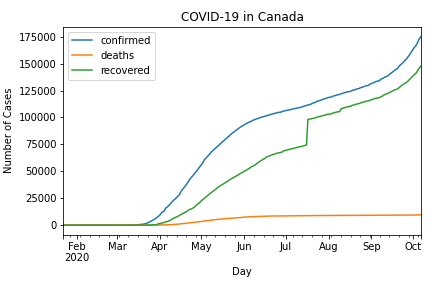 COVID-19 in Canada
confirmed
deaths
recovered
Number of Cases
175000
150000
125000
100000
75000
50000
25000
0
Feb Mar Apr May Jun Jul Aug Sep Oct
2020
Day